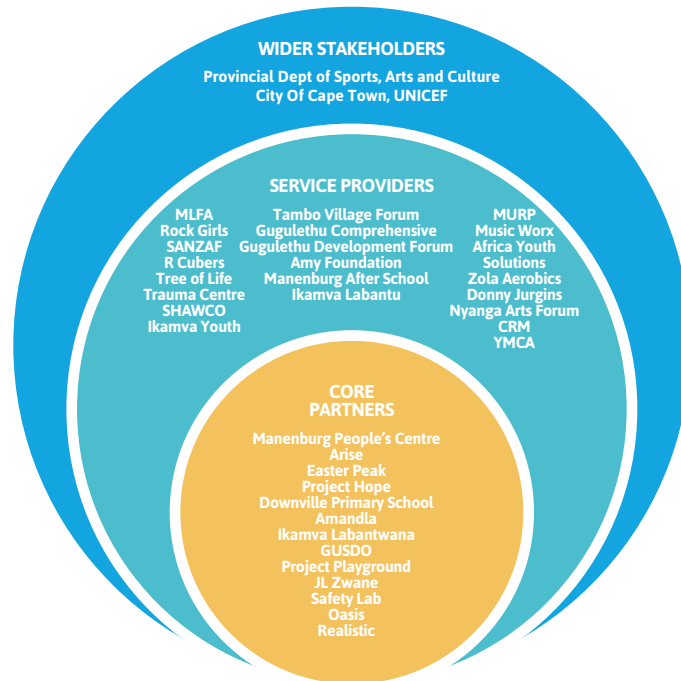 WIDER STAKEHOLDERS
Provincial Dept of Sports, Arts and Culture
City Of Cape Town, UNICEF
SERVICE PROVIDERS
MLFA
Rock Girls
SANZAF
R Cubers
Tree of Life
Trauma Centre
SHAWCO
Ikamva Youth
Tambo Village Forum
Gugulethu Comprehensive
Gugulethu Development Forum
Amy Foundation
Manenburg After School
Ikamva Labantu
MURP
Music Worx
Africa Youth
Solutions
Zola Aerobics
Donny Jurgins
Nyanga Arts Forum
CRM
YMCA
CORE
PARTNERS
Manenburg People’s Centre
Arise
Easter Peak
Project Hope
Downville Primary School
Amandla
Ikamva Labantwana
GUSDO
Project Playground
JL Zwane
Safety Lab
Oasis
Realistic